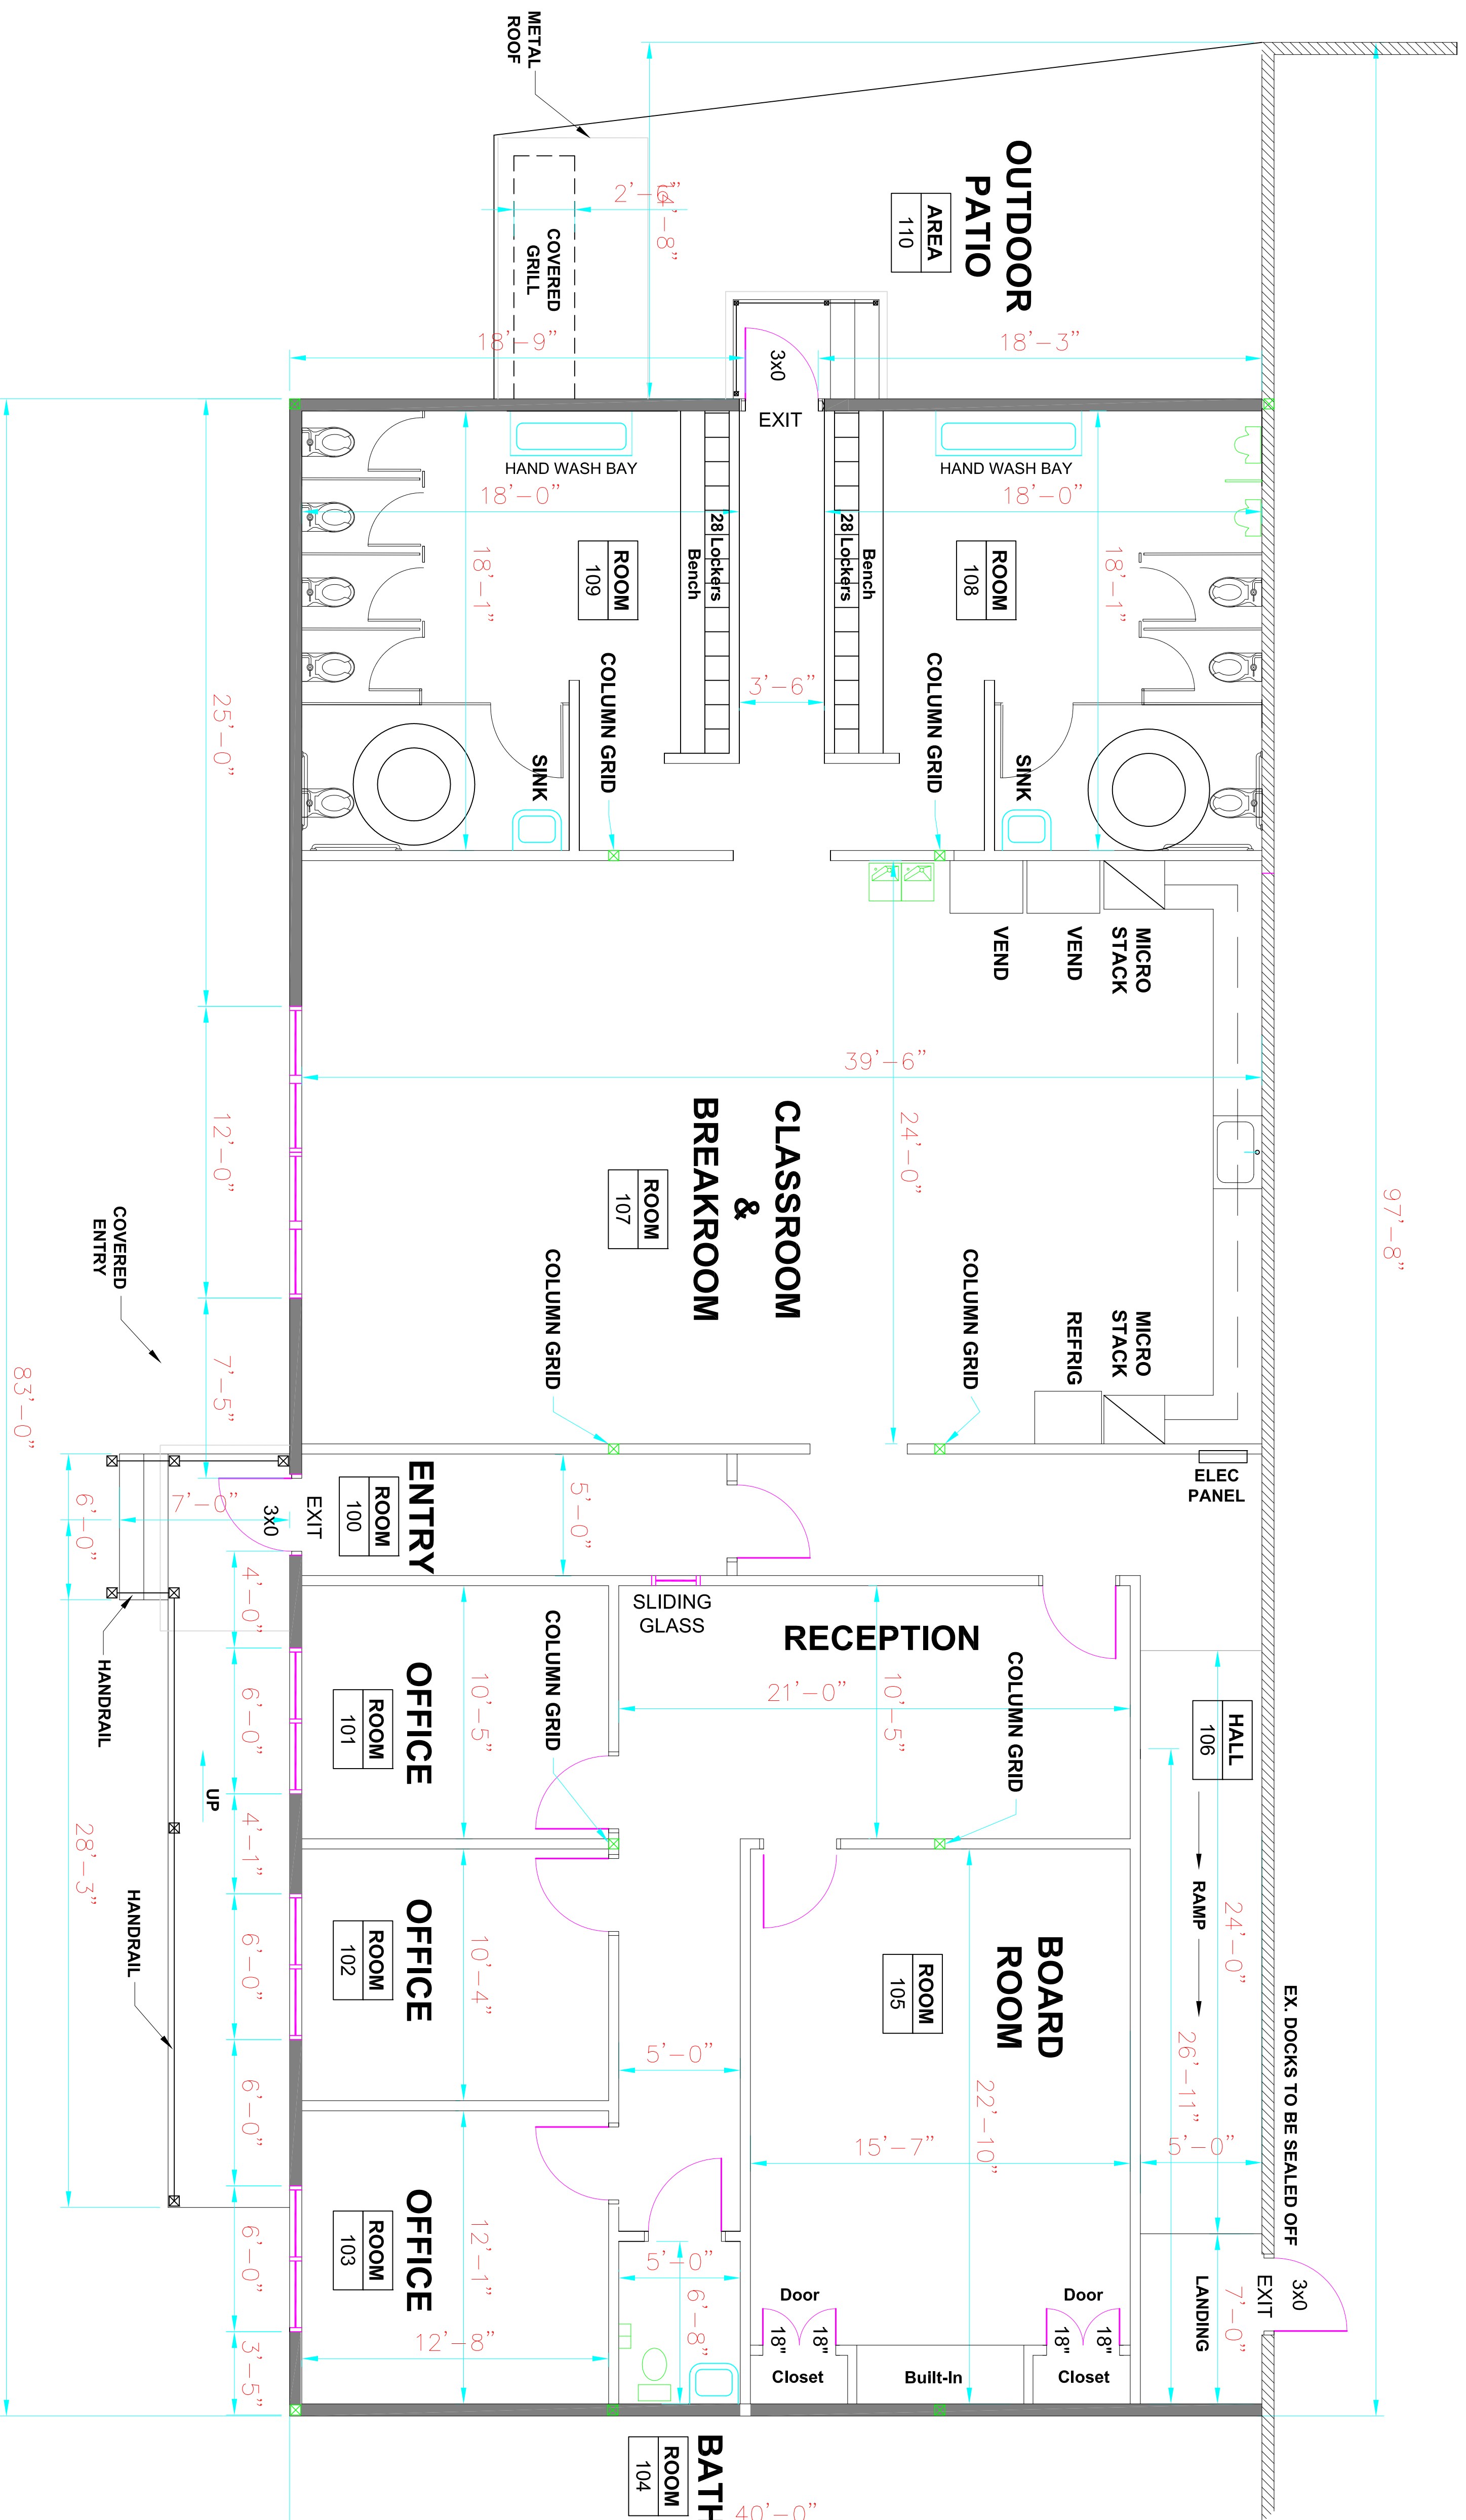 METAL
ROOF
OUTDOOR
PATIO
AREA
110
2'-6"
14'-8"
COVERED
GRILL
18'-9"
18'-3"
3x0
EXIT
HAND WASH BAY
HAND WASH BAY
18'-0"
18'-0"
28 Lockers
28 Lockers
Bench
Bench
ROOM
109
ROOM
108
18'-1"
18'-1"
COLUMN GRID
COLUMN GRID
3'-6"
SINK
SINK
25'-0"
VEND
VEND
MICRO
STACK
39'-6"
24'-0"
CLASSROOM
&
BREAKROOM
ROOM
107
12'-0"
97'-8"
COVERED
ENTRY
COLUMN GRID
COLUMN GRID
REFRIG
MICRO
STACK
7'-5"
83'-0"
ELEC
PANEL
ENTRY
ROOM
100
EXIT
3x0
7'-0"
6'-0"
5'-0"
4'-0"
SLIDING
GLASS
RECEPTION
COLUMN GRID
COLUMN GRID
HANDRAIL
OFFICE
ROOM
101
10'-5"
21'-0"
10'-5"
HALL
106
6'-0"
UP
RAMP
24'-0"
4'-1"
28'-3"
HANDRAIL
OFFICE
ROOM
102
10'-4"
6'-0"
BOARD
ROOM
ROOM
105
5'-0"
22'-10"
15'-7"
26'-11"
5'-0"
EX. DOCKS TO BE SEALED OFF
6'-0"
OFFICE
ROOM
103
12'-1"
6'-0"
5'-0"
6'-8"
Door
Door
18"
18"
18"
18"
LANDING
7'-0"
EXIT
3x0
12'-8"
3'-5"
Closet
Built-In
Closet
BATH
ROOM
104
40'-0"